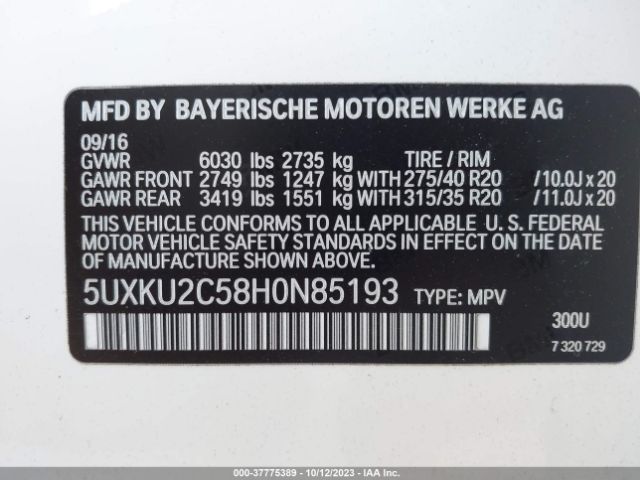 MFD BY BAYERISCHE MOTOREN WERKE AG
09/16
GVWR 6030 lbs 2735 kg TIRE / RIM
GAWR FRONT 2749 lbs 1247 kg WITH 275/40 R20 /10.0J x 20
GAWR REAR 3419 lbs 1551 kg WITH 315/35 R20 /11.0J x 20
THIS VEHICLE CONFORMS TO ALL APPLICABLE U. S. FEDERAL
MOTOR VEHICLE SAFETY STANDARDS IN EFFECT ON THE DATE
OF MANUFACTURE SHOWN ABOVE.
5UXKU2C58H0N85193 TYPE: MPV
300U
7 320 729
000-37775389 - 10/12/2023 - IAA Inc.